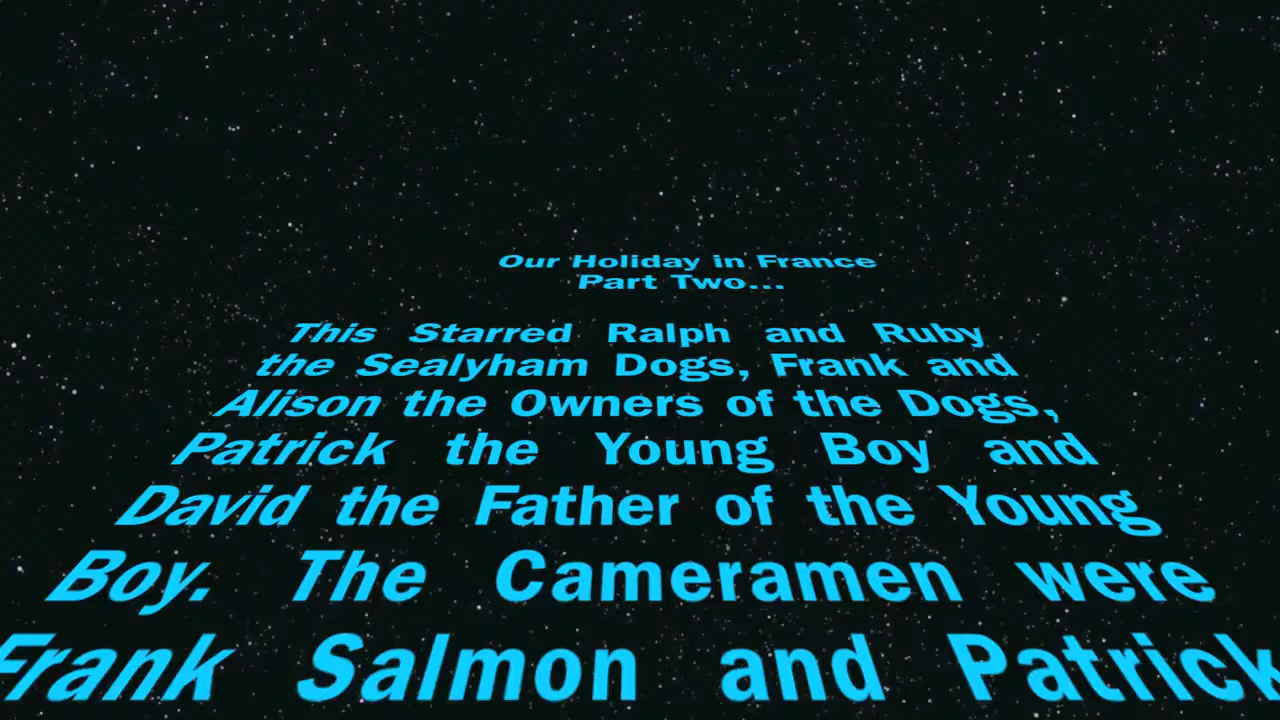 Our Holiday in France
Part Two...
This Starred Ralph and Ruby
the Sealyham Dogs, Frank and
Alison the Owners of the Dogs,
Patrick the Young Boy and
David the Father of the Young
Boy. The Cameramen were
Frank Salmon and Patrick